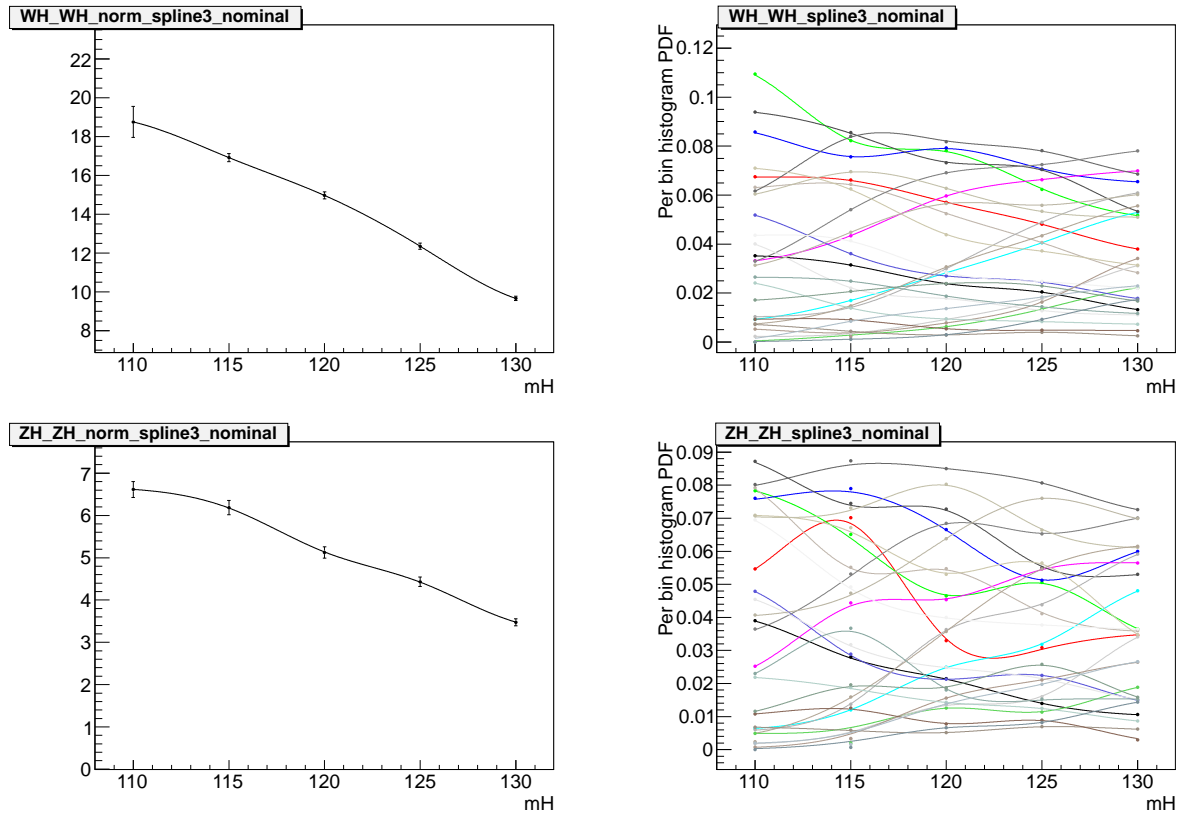 WH_WH_norm_spline3_nominal
22
20
18
16
14
12
10
8
110 115 120 125 130
mH
WH_WH_spline3_nominal
Per bin histogram PDF
0.12
0.1
0.08
0.06
0.04
0.02
0
110 115 120 125 130
mH
ZH_ZH_norm_spline3_nominal
7
6
5
4
3
2
1
0
110 115 120 125 130
mH
ZH_ZH_spline3_nominal
Per bin histogram PDF
0.09
0.08
0.07
0.06
0.05
0.04
0.03
0.02
0.01
0
110 115 120 125 130
mH